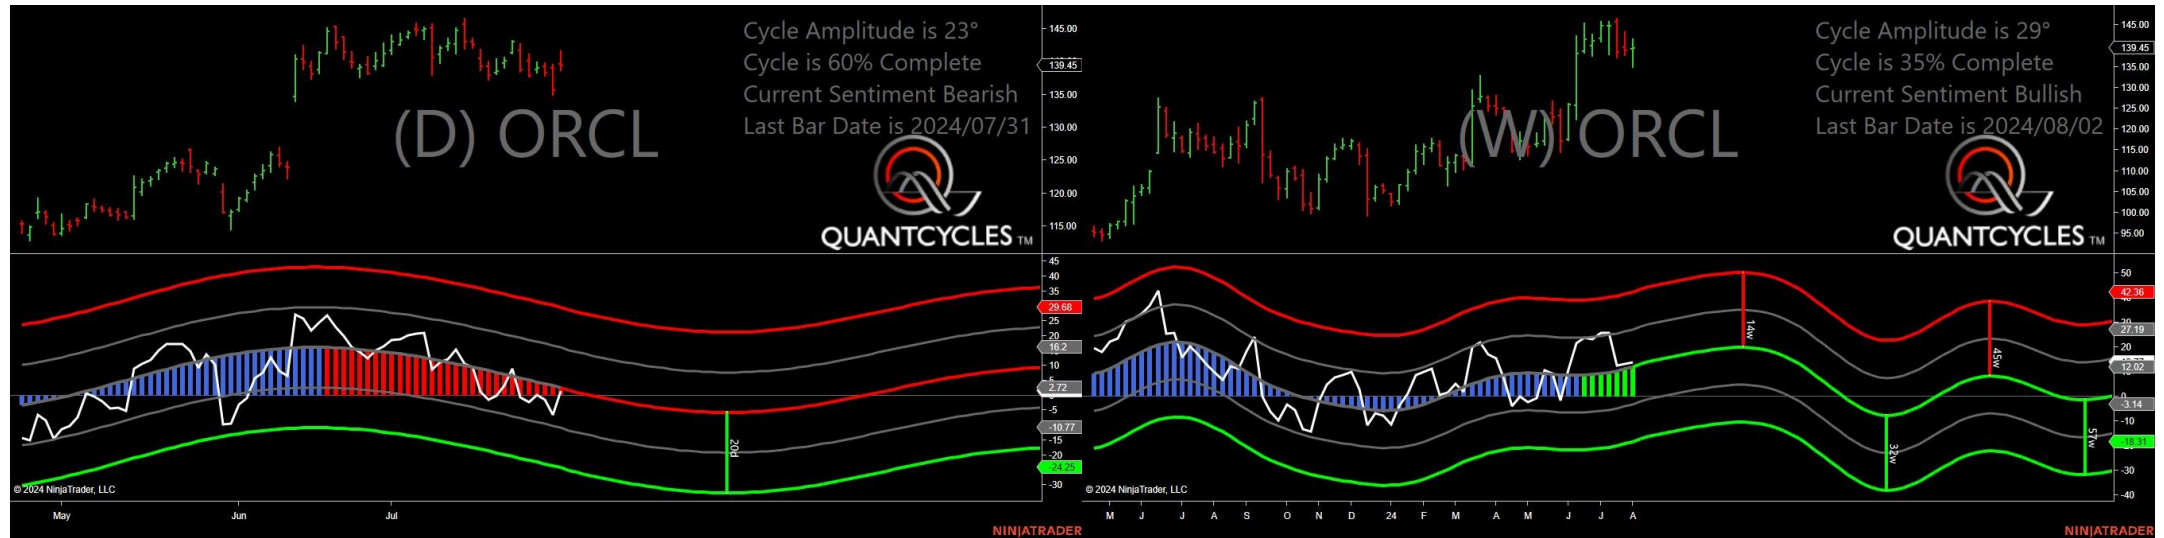 Cycle Amplitude is 23°
Cycle is 60% Complete
Current Sentiment Bearish
Last Bar Date is 2024/07/31
(D) ORCL
QUANTCYCLES TM
145.00
139.45
135.00
130.00
125.00
120.00
115.00
45
40
35
29.68
25
20
16.2
10
5
2.72
-5
-10.77
-15
-20
-24.25
-30
20d
© 2024 NinjaTrader, LLC
May Jun Jul
NINJATRADER
Cycle Amplitude is 29°
Cycle is 35% Complete
Current Sentiment Bullish
Last Bar Date is 2024/08/02
(W) ORCL
QUANTCYCLES TM
145.00
139.45
135.00
130.00
125.00
120.00
115.00
110.00
105.00
100.00
95.00
50
42.36
27.19
20
12.02
-3.14
-10
-18.31
-30
-40
14w
32w
45w
57w
© 2024 NinjaTrader, LLC
M J J A S O N D 24 F M A M J J A
NINJATRADER